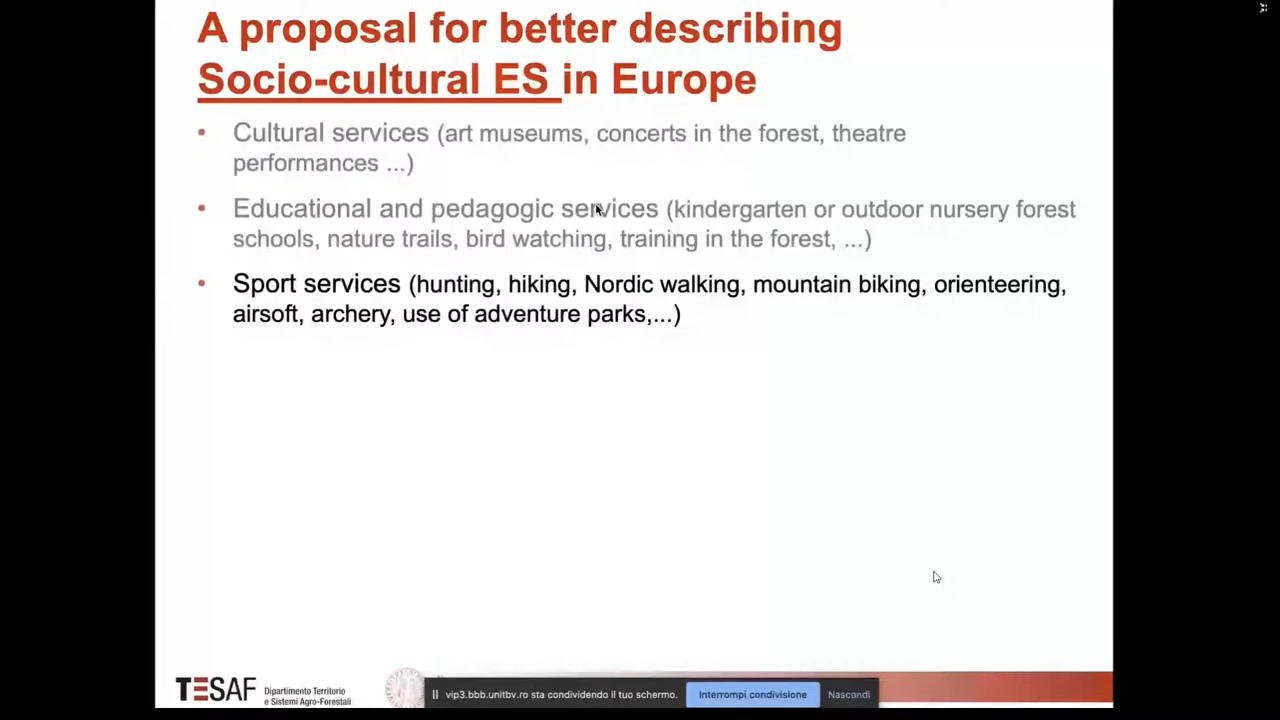 A proposal for better describing
Socio-cultural ES in Europe
• Cultural services (art museums, concerts in the forest, theatre
performances ...)
• Educational and pedagogic services (kindergarten or outdoor nursery forest
schools, nature trails, bird watching, training in the forest, ...)
• Sport services (hunting, hiking, Nordic walking, mountain biking, orienteering,
airsoft, archery, use of adventure parks,...)
TESAF Dipartimento Territorio
e Sistemi Agro-Forestali
vip3.bbb.unitbv.ro sta condividendo il tuo schermo. Interrompi condivisione Nascondi